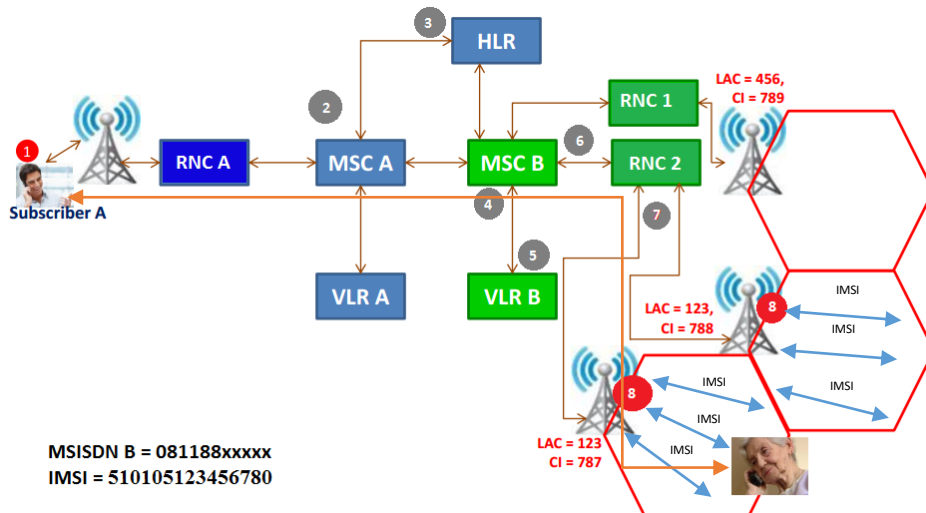 3
HLR
2
LAC = 456,
CI = 789
RNC 1
1
6
RNC A
MSC A
MSC B
RNC 2
Subscriber A
4
7
5
VLR A
VLR B
LAC = 123,
CI = 788
8
IMSI
IMSI
IMSI
8
IMSI
IMSI
IMSI
LAC = 123
CI = 787
MSISDN B = 081188xxxxx
IMSI = 510105123456780